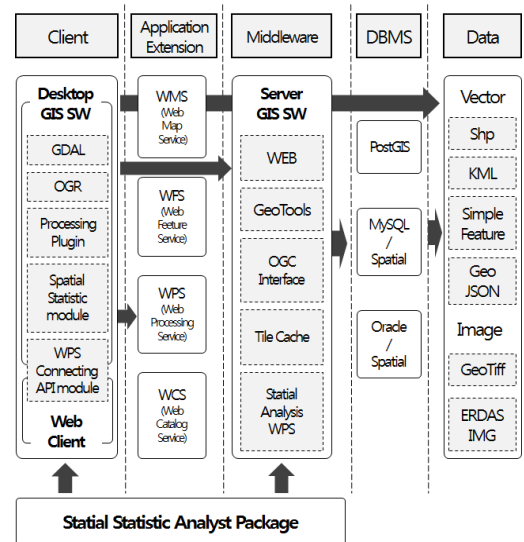 Client
Application
Extension
Middleware
DBMS
Data
Desktop
GIS SW
GDAL
OGR
Processing
Plugin
Spatial
Statistic
module
WPS
Connecting
API module
Web
Client
WMS
(Web
Map
Service)
WFS
(Web
Feature
Service)
WPS
(Web
Processing
Service)
WCS
(Web
Catalog
Service)
Server
GIS SW
WEB
GeoTools
OGC
Interface
Tile Cache
Statial
Analysis
WPS
PostGIS
MySQL
/
Spatial
Oracle
/
Spatial
Vector
Shp
KML
Simple
Feature
Geo
JSON
Image
GeoTiff
ERDAS
IMG
Statial Statistic Analyst Package